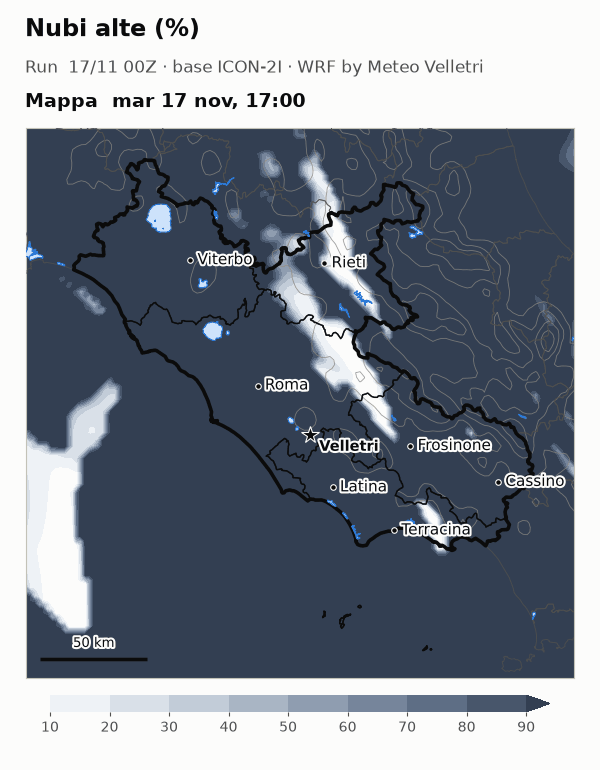 Nubi alte (%)
Run  17/11 00Z · base ICON-2I · WRF by Meteo Velletri
Mappa  mar 17 nov, 17:00
Viterbo
Rieti
Roma
Velletri
Frosinone
Cassino
Latina
Terracina
50 km
10 20 30 40 50 60 70 80 90